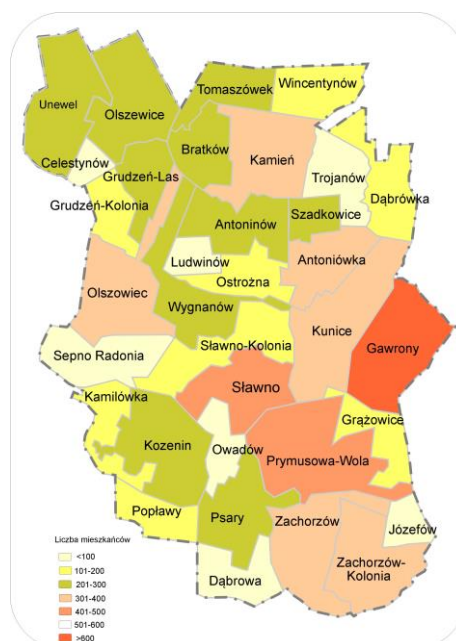 Tomaszówek
Wincentynów
Unewel
Olszewice
Bratków
Kamień
Celestynów
Grudzeń-Las
Trojanów
Dąbrówka
Grudzeń-Kolonia
Antoninów
Szadkowice
Ludwinów
Antoniówka
Ostrożna
Olszowiec
Wygnanów
Kunice
Sławno-Kolonia
Gawrony
Sepno Radonia
Sławno
Kamilówka
Grążowice
Kozenin
Owadów
Prymusowa-Wola
Popławy
Psary
Zachorzów
Józefów
Dąbrowa
Zachorzów-
Kolonia
Liczba mieszkańców
<100
101-200
201-300
301-400
401-500
501-600
>600